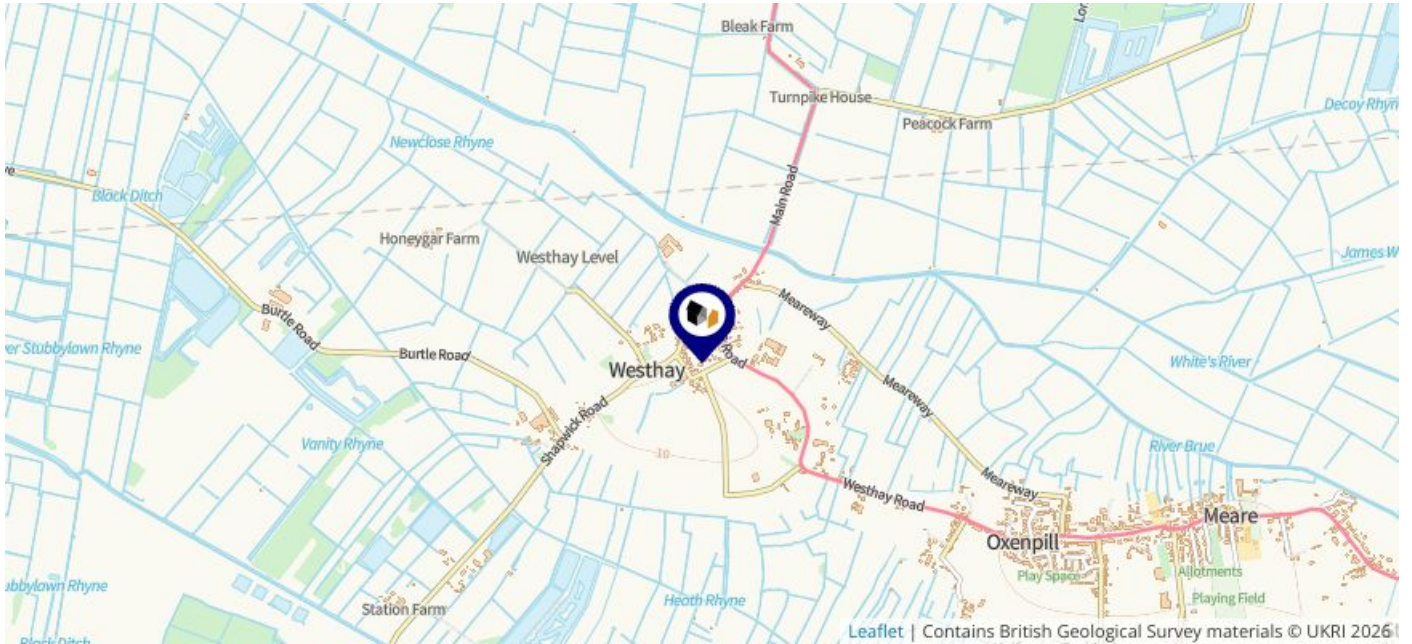 Bleak Farm
Turnpike House
Peacock Farm
Decoy Rhyn
Newclose Rhyne
Main Road
Black Ditch
Honeygar Farm
Westhay Level
James W
Burtle Road
Meareway
Burtle Road
er Stubbylawn Rhyne
Road
Westhay
White's River
Meareway
Shapwick Road
Vanity Rhyne
10
River Brue
Meareway
Westhay Road
Meare
Oxenpill
Play Space
Allotments
Playing Field
ubbylawn Rhyne
Station Farm
Heath Rhyne
Black Ditch
Leaflet | Contains British Geological Survey materials © UKRI 2026